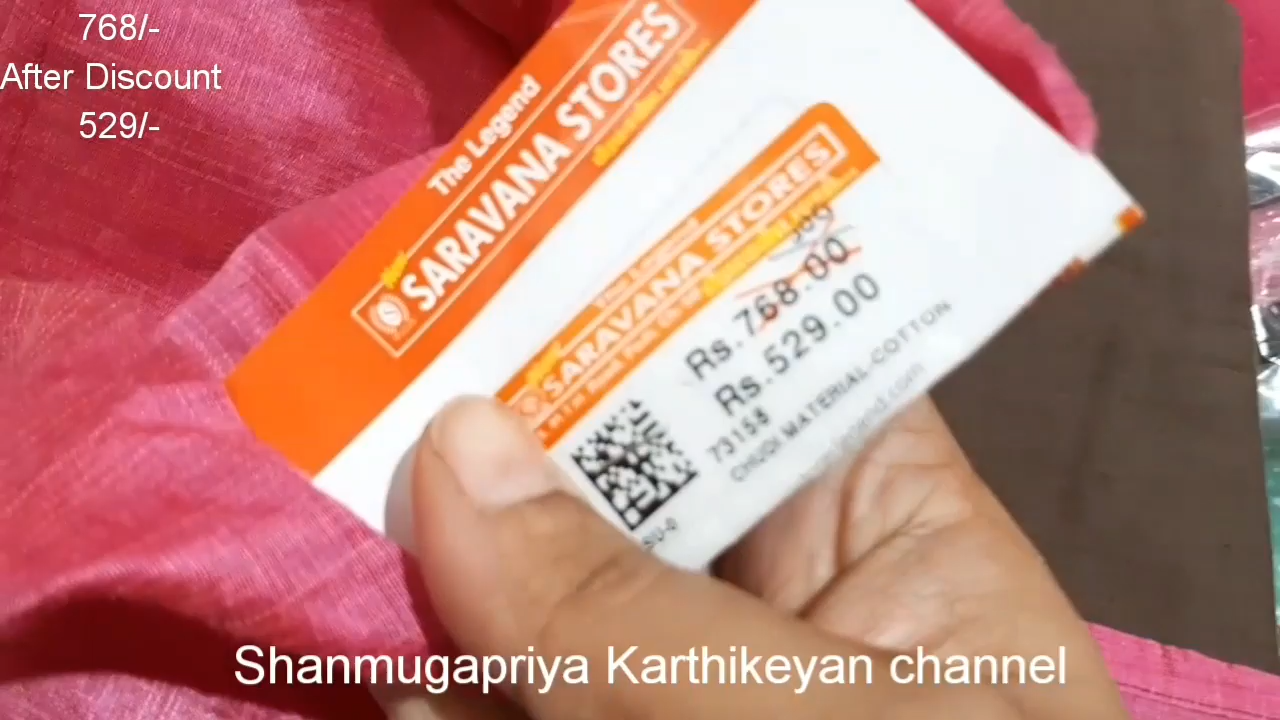 768/-
After Discount
529/-
The Legend
new
SARAVANA STORES
SARAVANA STORES
Rs.768.00
Rs.529.00
73158
CHUDI MATERIAL-COTTON
Shanmugapriya Karthikeyan channel